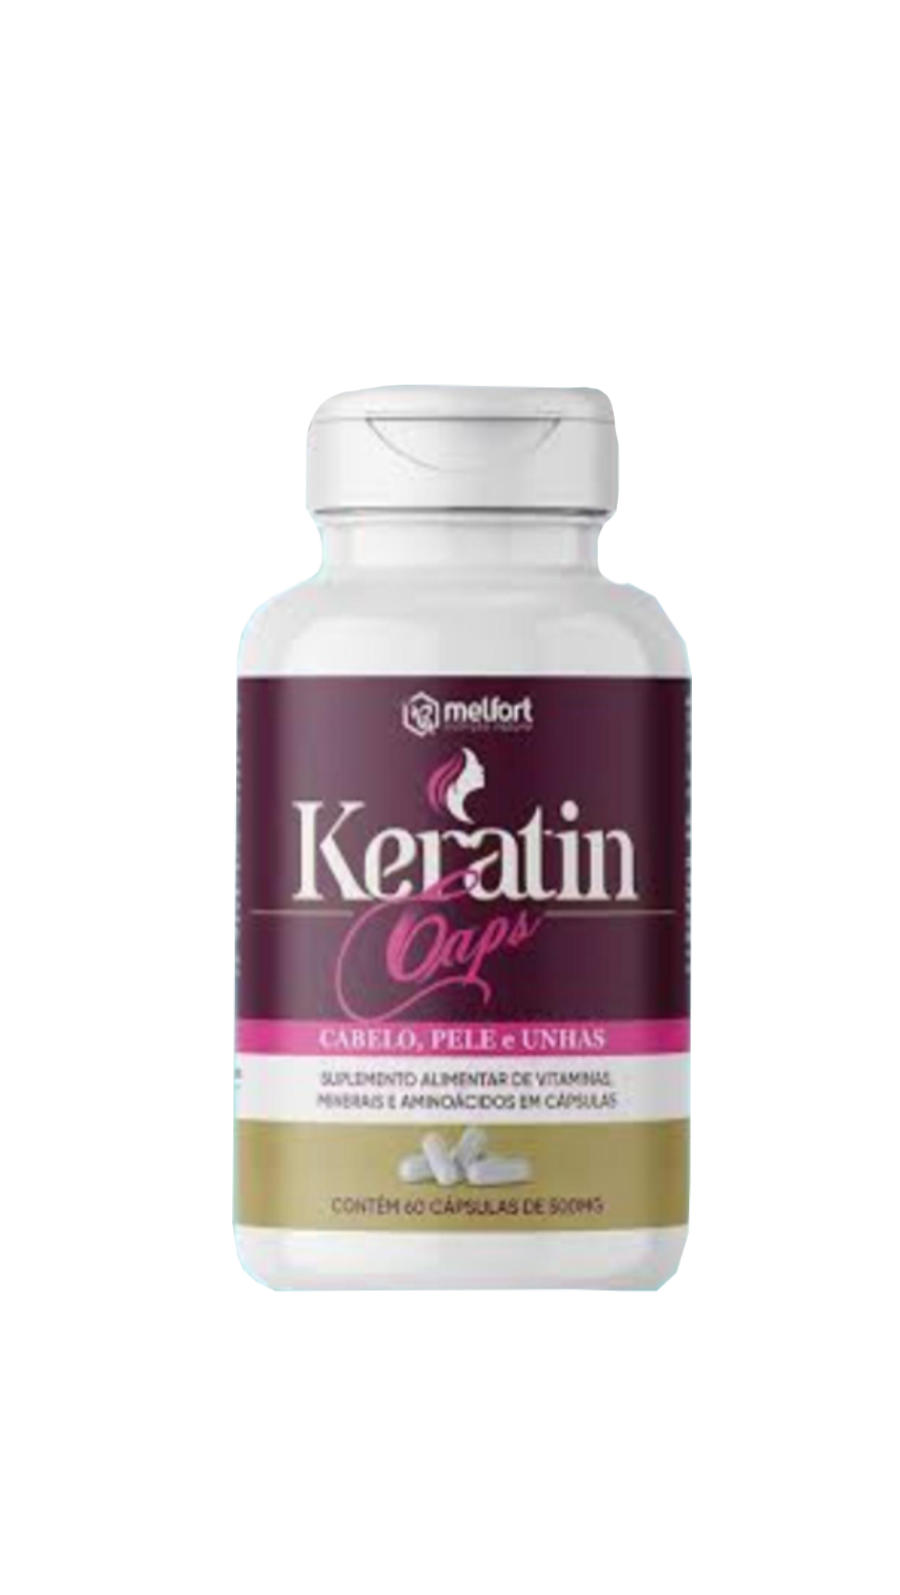 melfort
Keratin
Caps
CABELO, PELE e UNHAS
SUPLEMENTO ALIMENTAR DE VITAMINAS,
MINERAIS E AMINOÁCIDOS EM CÁPSULAS
CONTÉM 60 CÁPSULAS DE 500MG